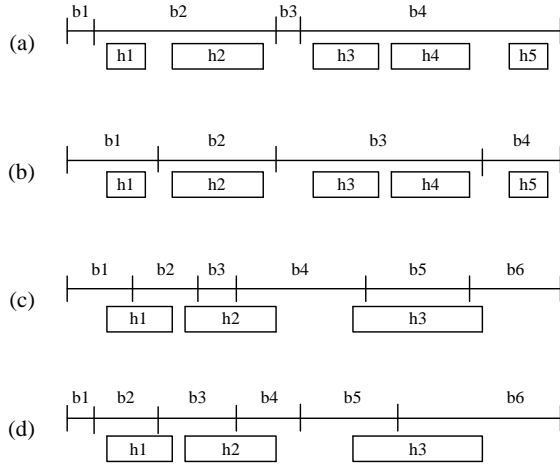 b1 b2 b3 b4
(a)
h1 h2 h3 h4 h5
b1 b2 b3 b4
(b)
h1 h2 h3 h4 h5
b1 b2 b3 b4 b5 b6
(c)
h1 h2 h3
b1 b2 b3 b4 b5 b6
(d)
h1 h2 h3